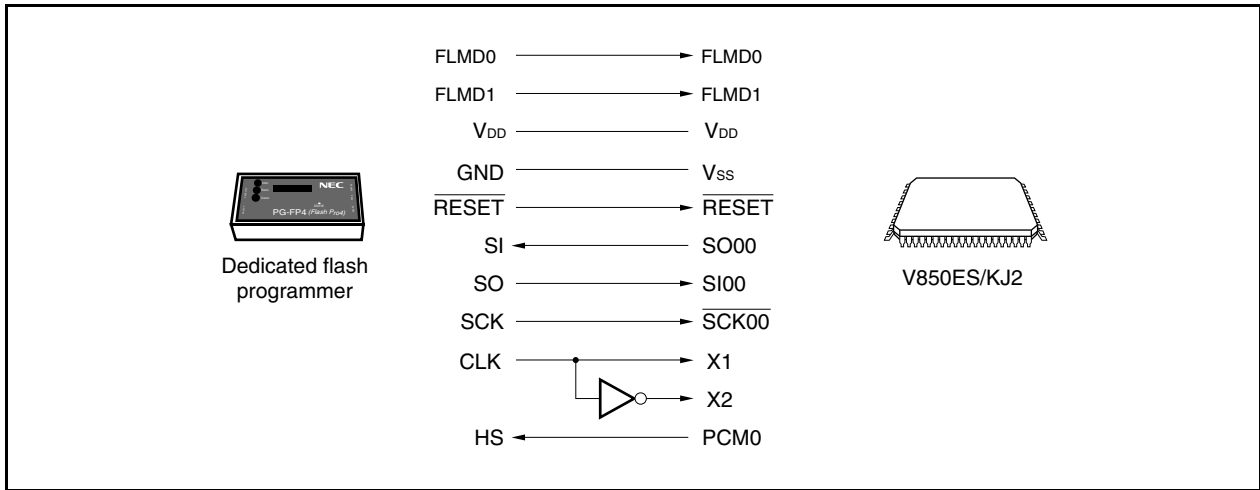 FLMD0 FLMD0
FLMD1 FLMD1
VDD VDD
GND VSS
RESET RESET
SI SO00
SO SI00
SCK SCK00
CLK X1
X2
HS PCM0
NEC
PG-FP4 (Flash Pro4)
Dedicated flash
programmer
V850ES/KJ2